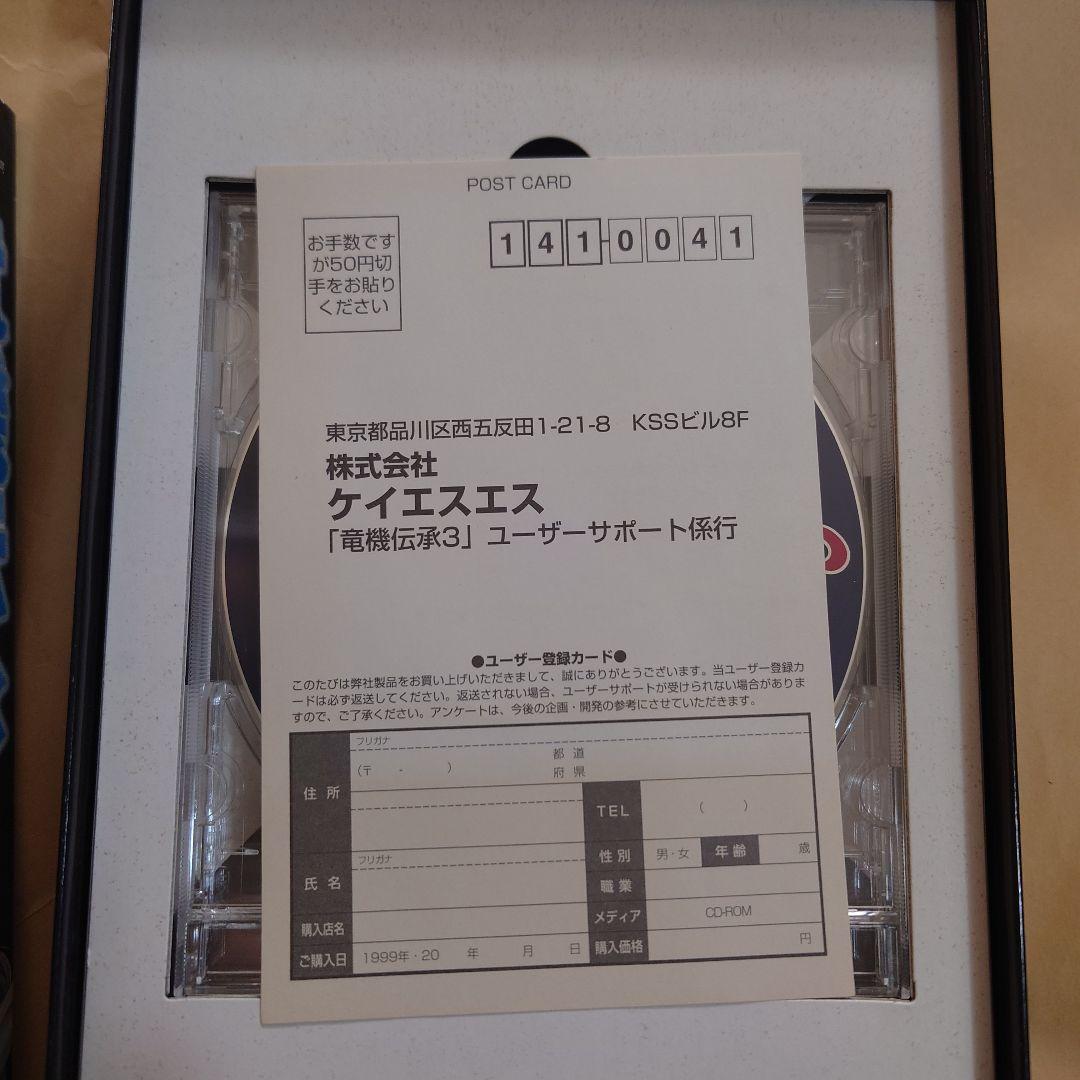 POST CARD
お手数です
が50円切
手をお貼り
ください
141-0041
東京都品川区西五反田1-21-8 KSSビル8F
株式会社
ケイエスエス
「竜機伝承3」ユーザーサポート係行
●ユーザー登録カード●
このたびは弊社製品をお買い上げいただきまして、誠にありがとうございます。当ユーザー登録カ
ードは必ず返送してください。返送されない場合、ユーザーサポートが受けられない場合がありま
すので、ご了承ください。アンケートは、今後の企画・開発の参考にさせていただきます。
住所
フリガナ
(〒 - )
都道
府県
TEL
( )
氏名
フリガナ
性別
男・女
年齢
歳
職業
購入店名
メディア
CD-ROM
ご購入日
1999年・20 年 月 日
購入価格
円